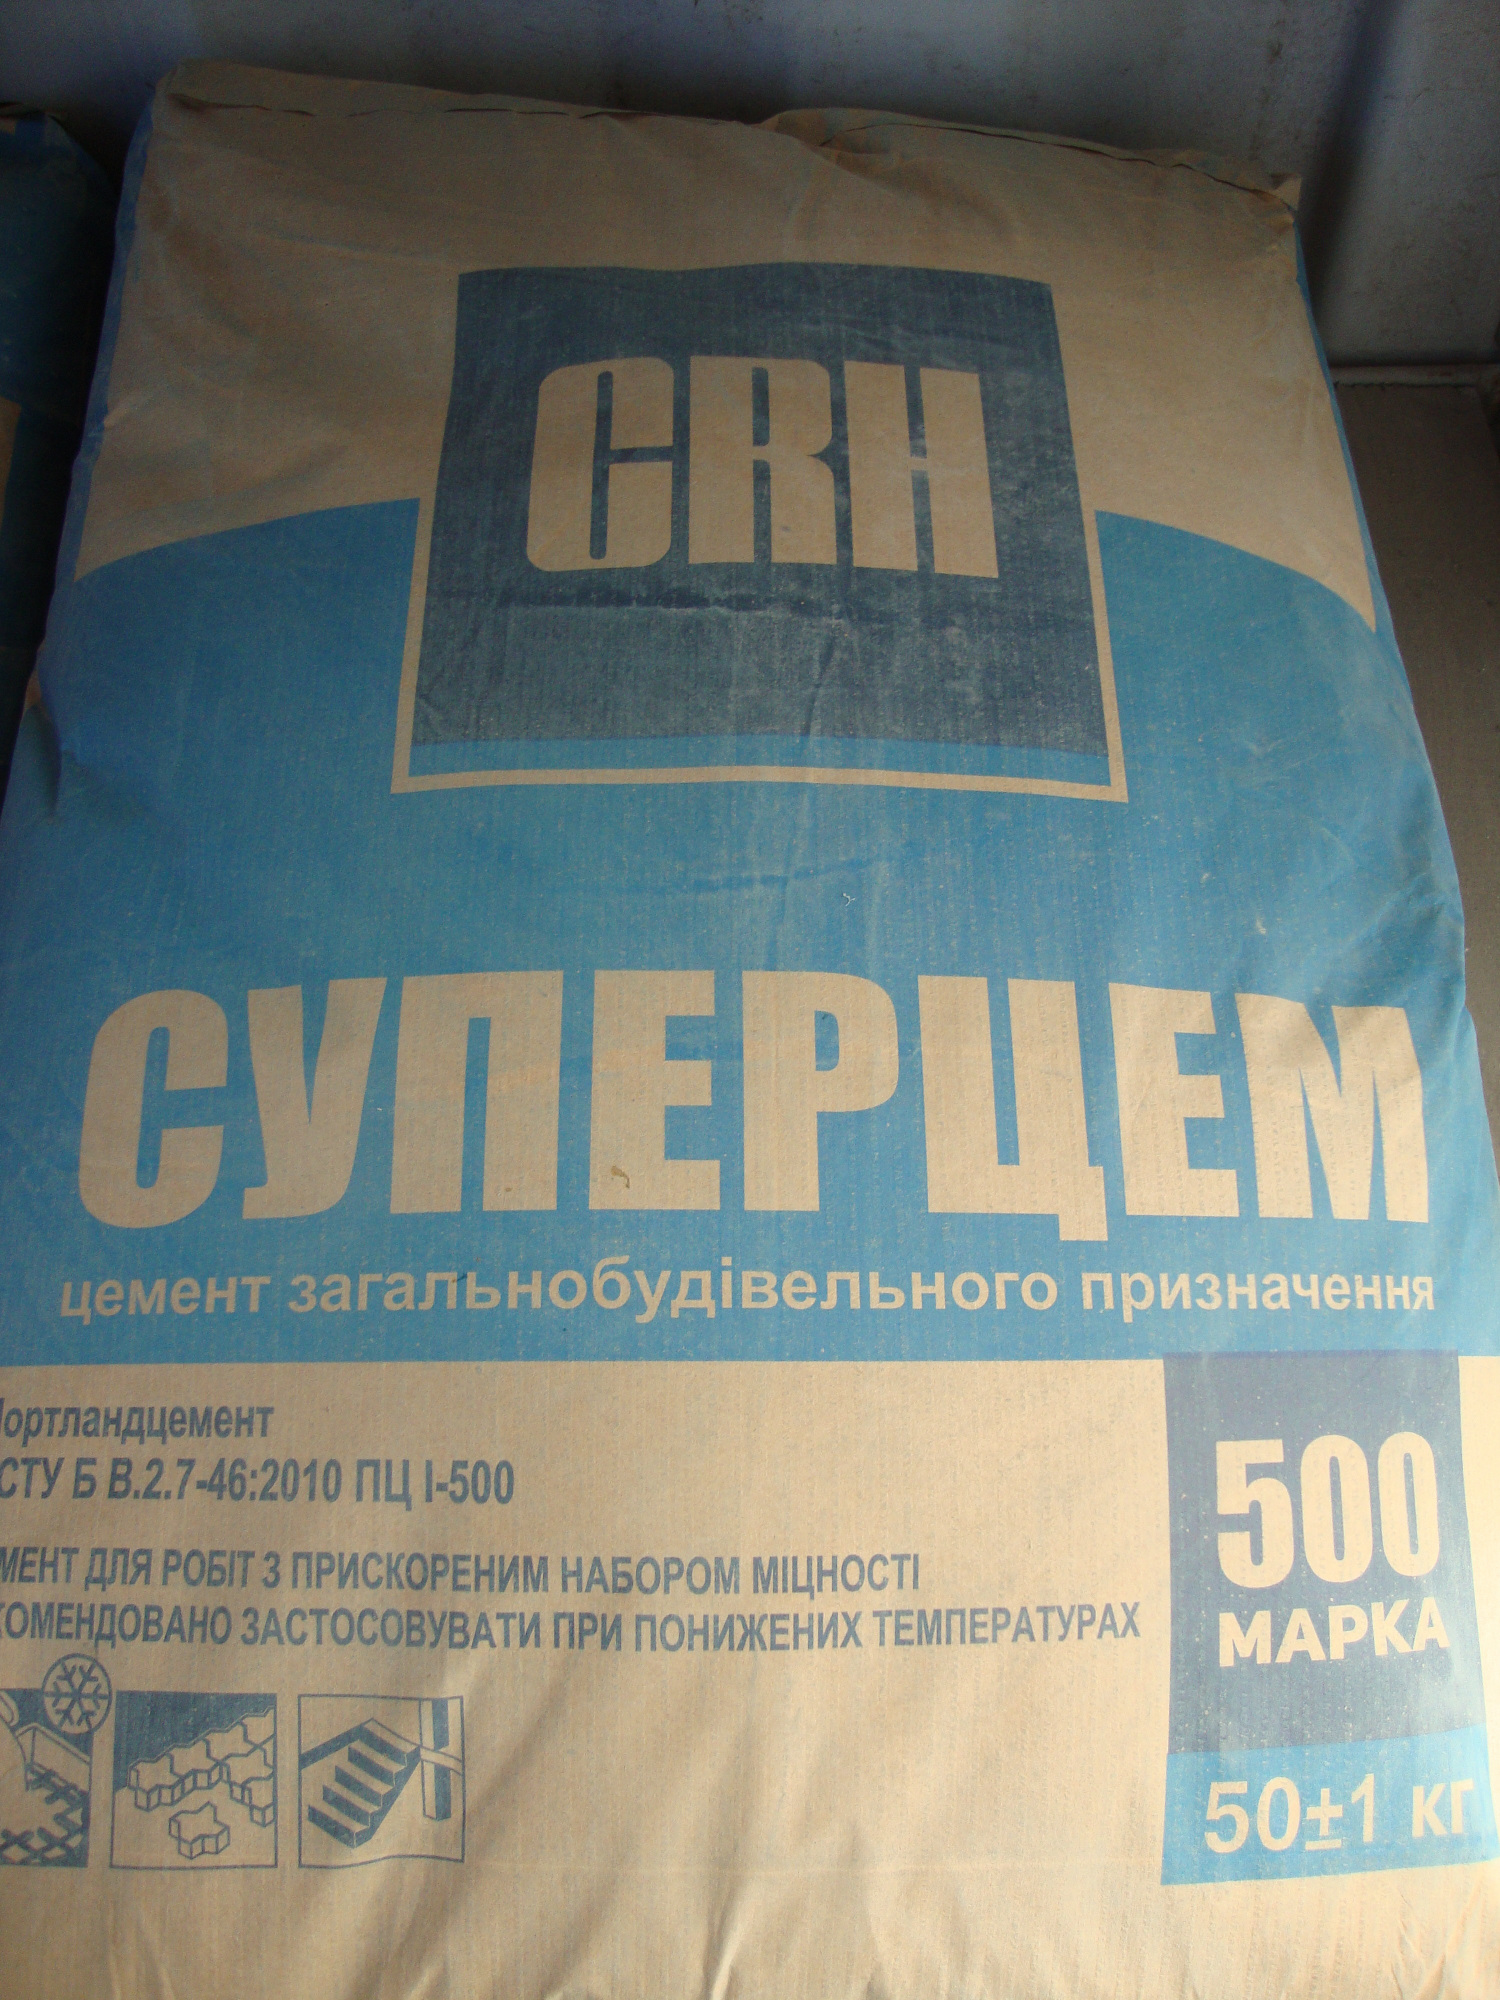 CRH
СУПЕРЦЕМ
цемент загальнобудівельного призначення
Портландцемент
СТУ Б В.2.7-46:2010 ПЦ І-500
МЕНТ ДЛЯ РОБІТ З ПРИСКОРЕНИМ НАБОРОМ МІЦНОСТІ
КОМЕНДОВАНО ЗАСТОСОВУВАТИ ПРИ ПОНИЖЕНИХ ТЕМПЕРАТУРАХ
500
МАРКА
50±1 кг